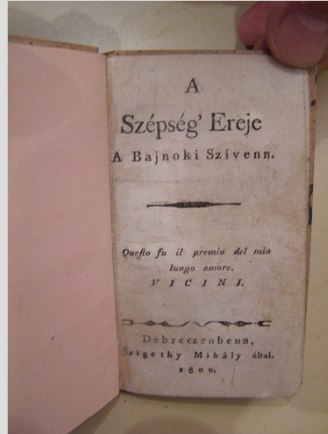 A
Szépség' Ereje
A Bajnoki Szívenn.
Queſto fu il premio del mio
lungo amore.
VICINI.
Debreczenbenn,
Szigethy Mihály által.
1800.